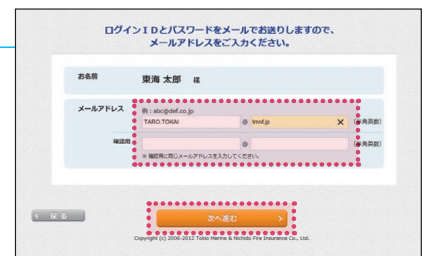 ログインＩＤとパスワードをメールでお送りしますので、
メールアドレスをご入力ください。
お名前 東海 太郎 様
メールアドレス 例：abc@def.co.jp
TARO.TOKAI @ tmnf.jp × (半角英数)
確認用 @ (半角英数)
※ 確認用に同じメールアドレスを入力してください。
< 戻る
次へ進む >
Copyright (c) 2006-2012 Tokio Marine & Nichido Fire Insurance Co., Ltd.